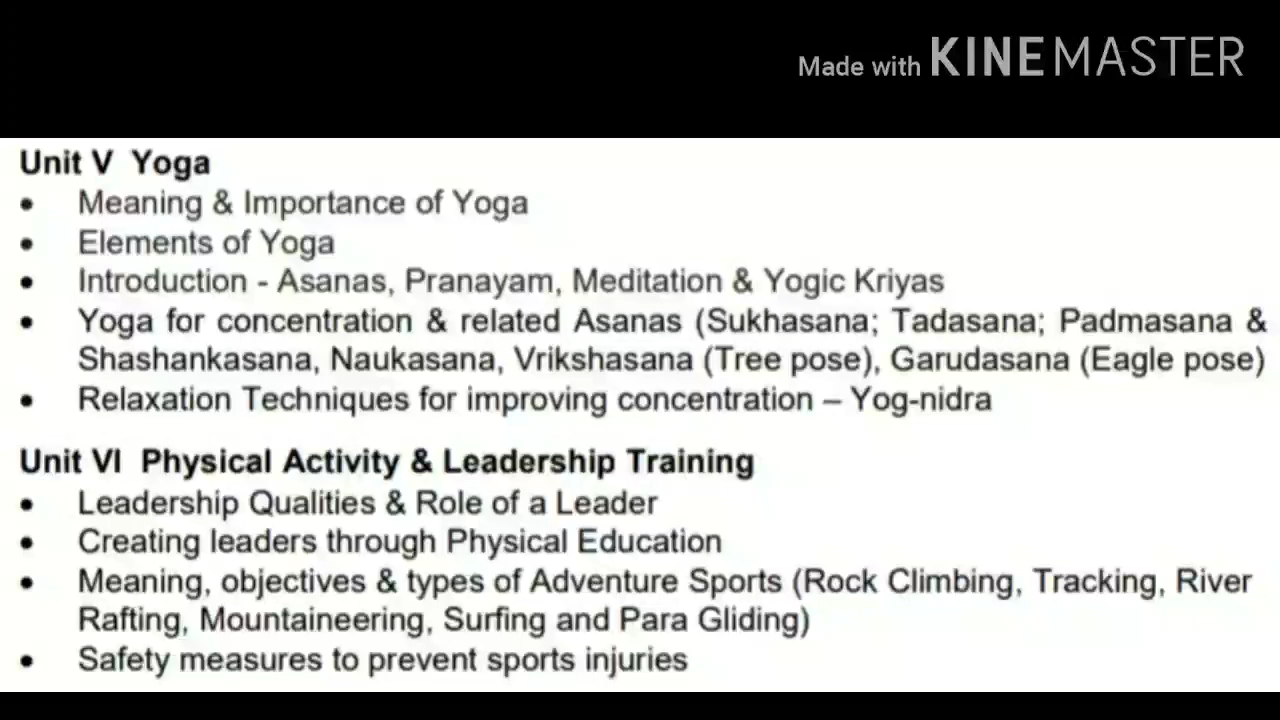 Made with KINEMASTER
Unit V Yoga
• Meaning & Importance of Yoga
• Elements of Yoga
• Introduction - Asanas, Pranayam, Meditation & Yogic Kriyas
• Yoga for concentration & related Asanas (Sukhasana; Tadasana; Padmasana &
Shashankasana, Naukasana, Vrikshasana (Tree pose), Garudasana (Eagle pose)
• Relaxation Techniques for improving concentration – Yog-nidra
Unit VI Physical Activity & Leadership Training
• Leadership Qualities & Role of a Leader
• Creating leaders through Physical Education
• Meaning, objectives & types of Adventure Sports (Rock Climbing, Tracking, River
Rafting, Mountaineering, Surfing and Para Gliding)
• Safety measures to prevent sports injuries